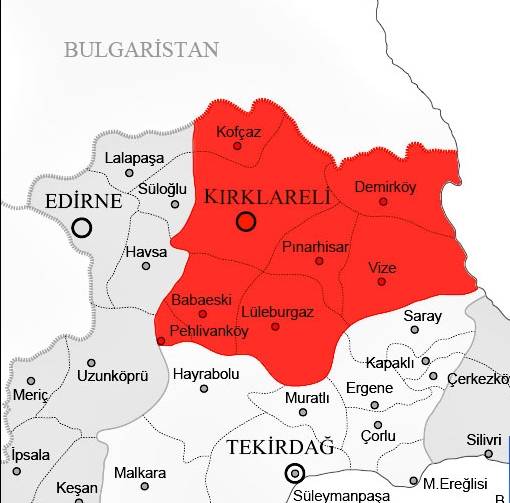 BULGARİSTAN
Kofçaz
Lalapaşa
Süloğlu
EDİRNE
KIRKLARELİ
Demirköy
Havsa
Pınarhisar
Vize
Babaeski
Lüleburgaz
Pehlivanköy
Saray
Uzunköprü
Hayrabolu
Kapaklı
Çerkezkö
Meriç
Ergene
Muratlı
Çorlu
TEKİRDAĞ
Silivri
İpsala
Malkara
M.Ereğlisi
Keşan
Süleymanpaşa
B